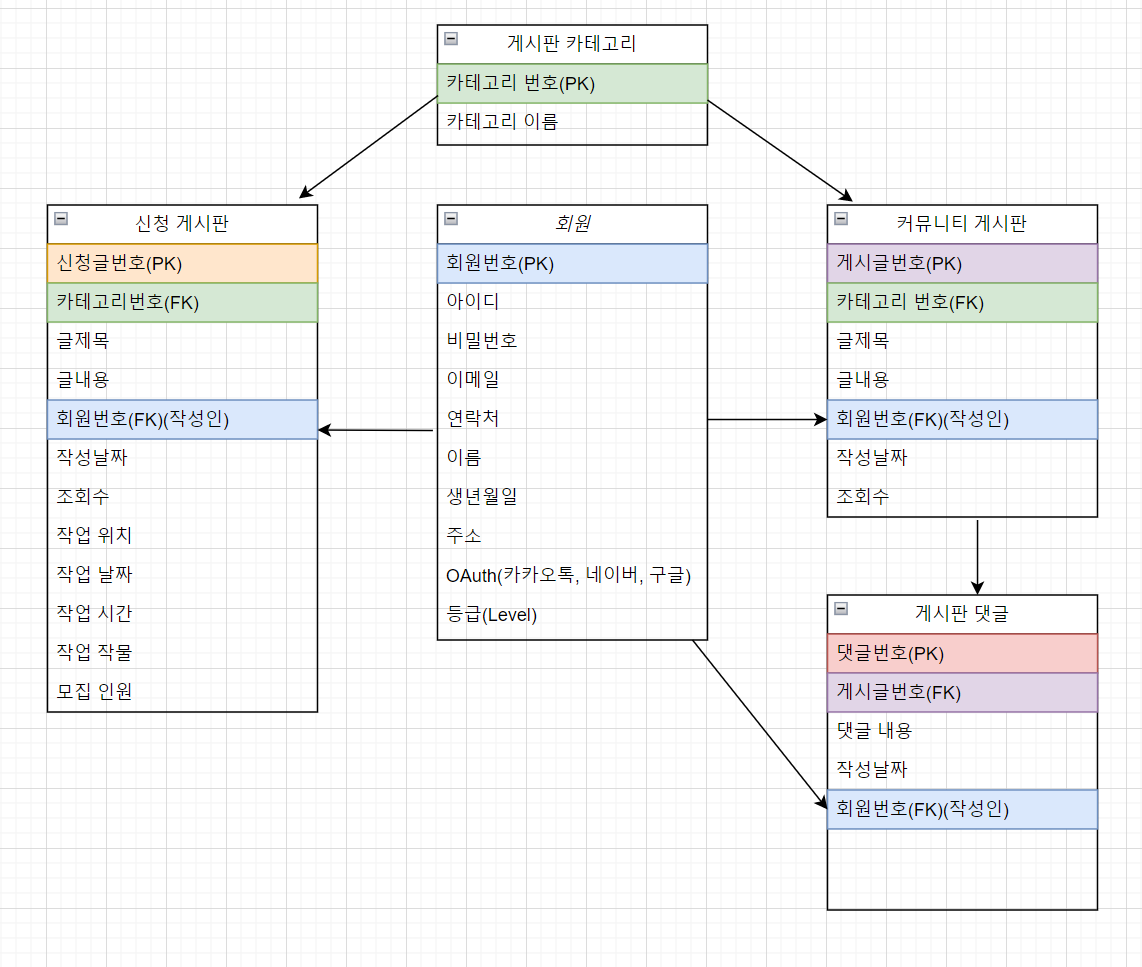 게시판 카테고리
카테고리 번호(PK)
카테고리 이름
신청 게시판
신청글번호(PK)
카테고리번호(FK)
글제목
글내용
회원번호(FK)(작성인)
작성날짜
조회수
작업 위치
작업 날짜
작업 시간
작업 작물
모집 인원
회원
회원번호(PK)
아이디
비밀번호
이메일
연락처
이름
생년월일
주소
OAuth(카카오톡, 네이버, 구글)
등급(Level)
커뮤니티 게시판
게시글번호(PK)
카테고리 번호(FK)
글제목
글내용
회원번호(FK)(작성인)
작성날짜
조회수
게시판 댓글
댓글번호(PK)
게시글번호(FK)
댓글 내용
작성날짜
회원번호(FK)(작성인)